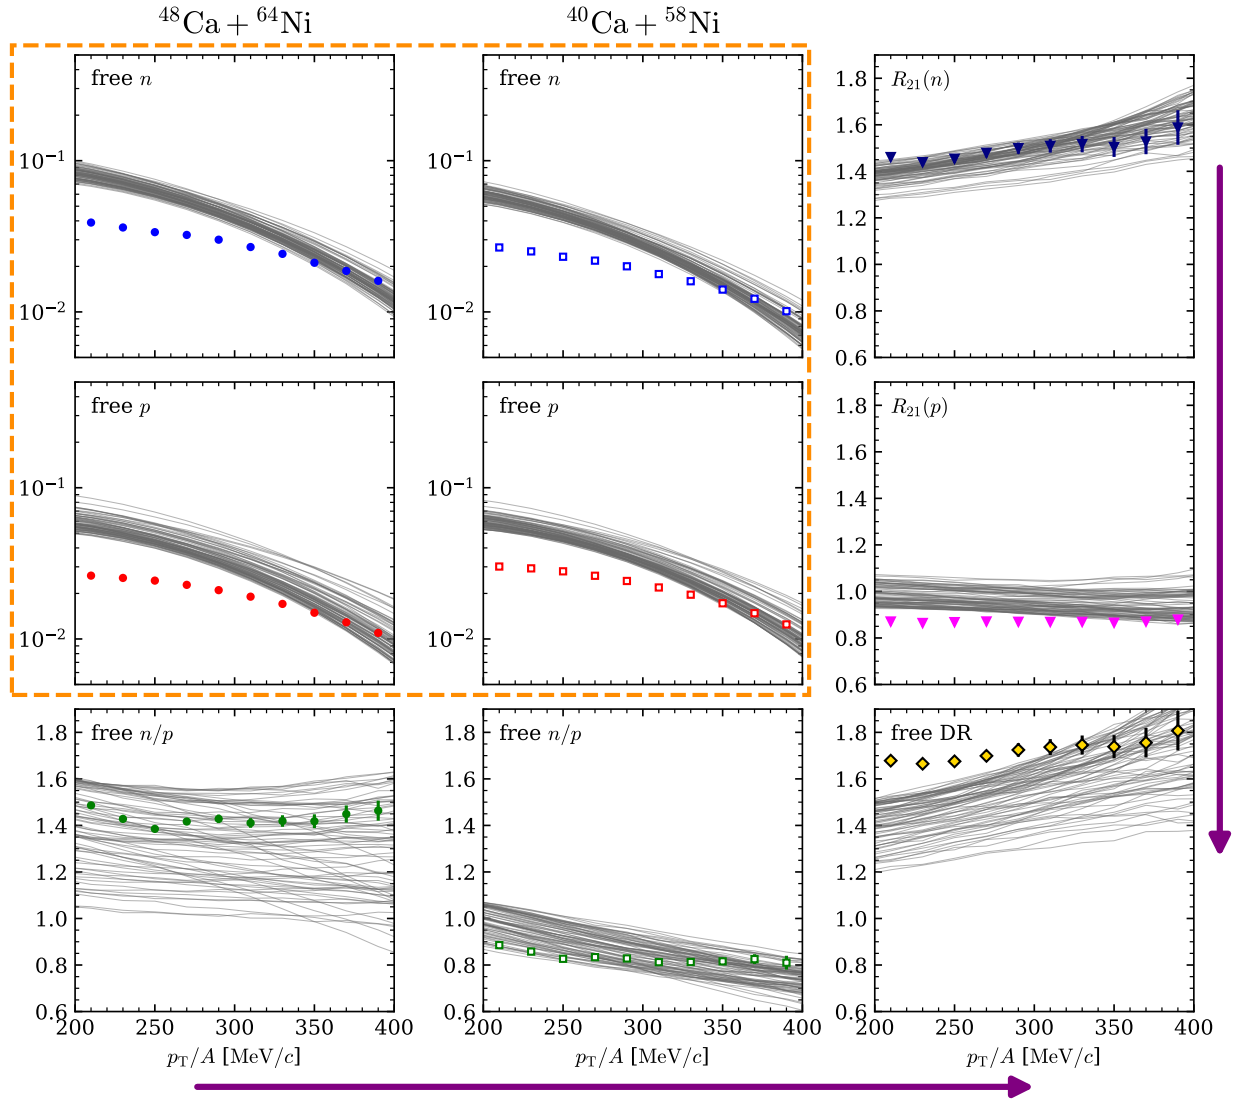 ⁴⁸Ca + ⁶⁴Ni ⁴⁰Ca + ⁵⁸Ni
free n free n R₂₁(n)
1.8
1.6
10⁻¹ 10⁻¹
1.4
1.2
1.0
10⁻² 10⁻²
0.8
0.6
free p free p R₂₁(p)
1.8
1.6
1.4
10⁻¹ 10⁻¹
1.2
1.0
0.8
10⁻² 10⁻²
0.6
free n/p free n/p free DR
1.8 1.8 1.8
1.6 1.6 1.6
1.4 1.4 1.4
1.2 1.2 1.2
1.0 1.0 1.0
0.8 0.8 0.8
0.6 0.6 0.6
200 250 300 350 400 200 250 300 350 400 200 250 300 350 400
p_T/A [MeV/c] p_T/A [MeV/c] p_T/A [MeV/c]